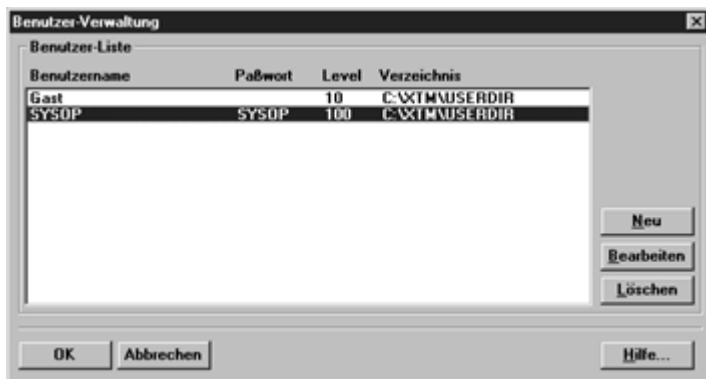 Benutzer-Verwaltung
Benutzer-Liste
Benutzername Paßwort Level Verzeichnis
Gast 10 C:\XTM\USERDIR
SYSOP SYSOP 100 C:\XTM\USERDIR
Neu
Bearbeiten
Löschen
OK Abbrechen Hilfe...